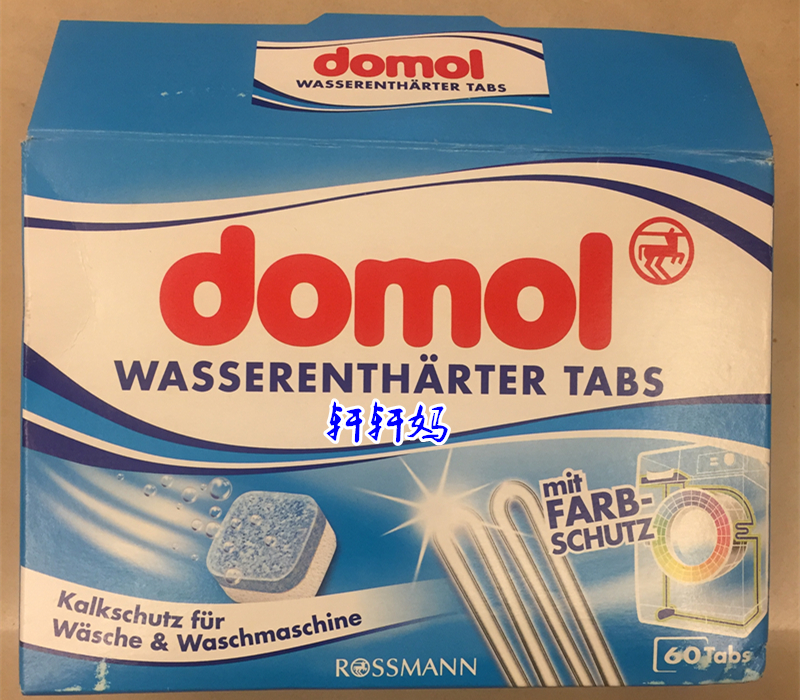 domol
WASSERENTHÄRTER TABS
domol
WASSERENTHÄRTER TABS
轩轩妈
mit
FARB-
SCHUTZ
Kalkschutz für
Wäsche & Waschmaschine
ROSSMANN
60 Tabs